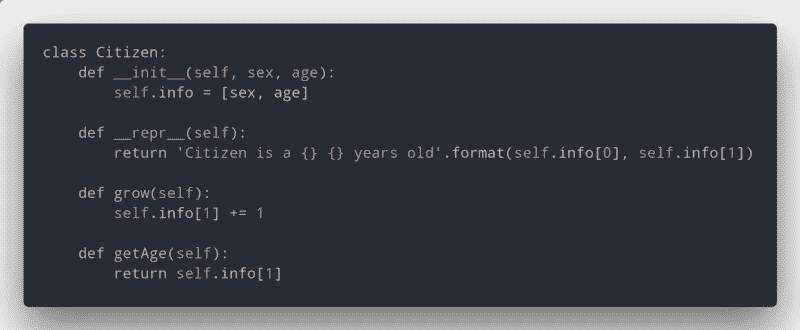 class Citizen:
    def __init__(self, sex, age):
        self.info = [sex, age]

    def __repr__(self):
        return 'Citizen is a {} {} years old'.format(self.info[0], self.info[1])

    def grow(self):
        self.info[1] += 1

    def getAge(self):
        return self.info[1]